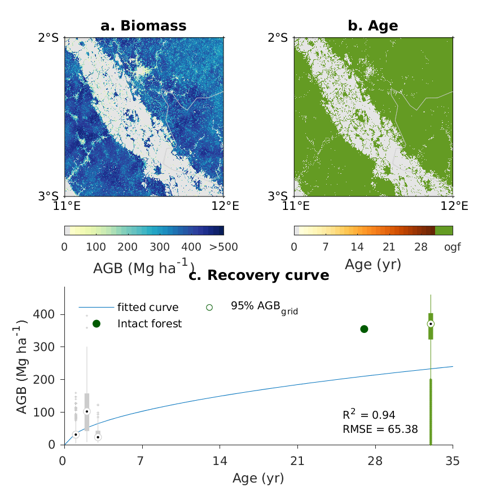 a. Biomass
b. Age
2°S
3°S
11°E
12°E
2°S
3°S
11°E
12°E
0 100 200 300 400 >500
AGB (Mg ha⁻¹)
0 7 14 21 28 ogf
Age (yr)
c. Recovery curve
fitted curve
95% AGB_grid
Intact forest
400
300
200
100
0
AGB (Mg ha⁻¹)
R² = 0.94
RMSE = 65.38
0 7 14 21 28 35
Age (yr)